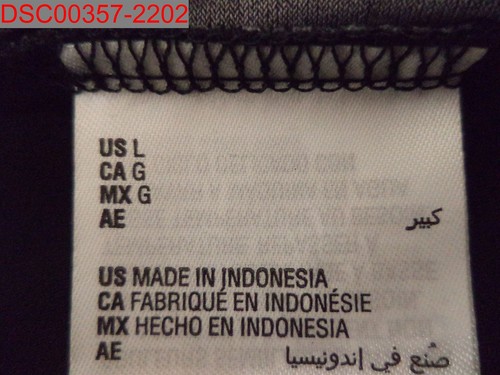 DSC00357-2202
US L
CA G
MX G
AE كبير
US MADE IN INDONESIA
CA FABRIQUÉ EN INDONÉSIE
MX HECHO EN INDONESIA
AE صُنع في إندونيسيا